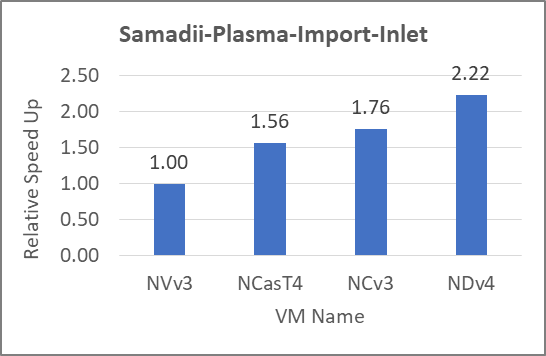 Samadii-Plasma-Import-Inlet
Relative Speed Up
2.50
2.00
1.50
1.00
0.50
0.00
1.00
1.56
1.76
2.22
NVv3 NCasT4 NCv3 NDv4
VM Name